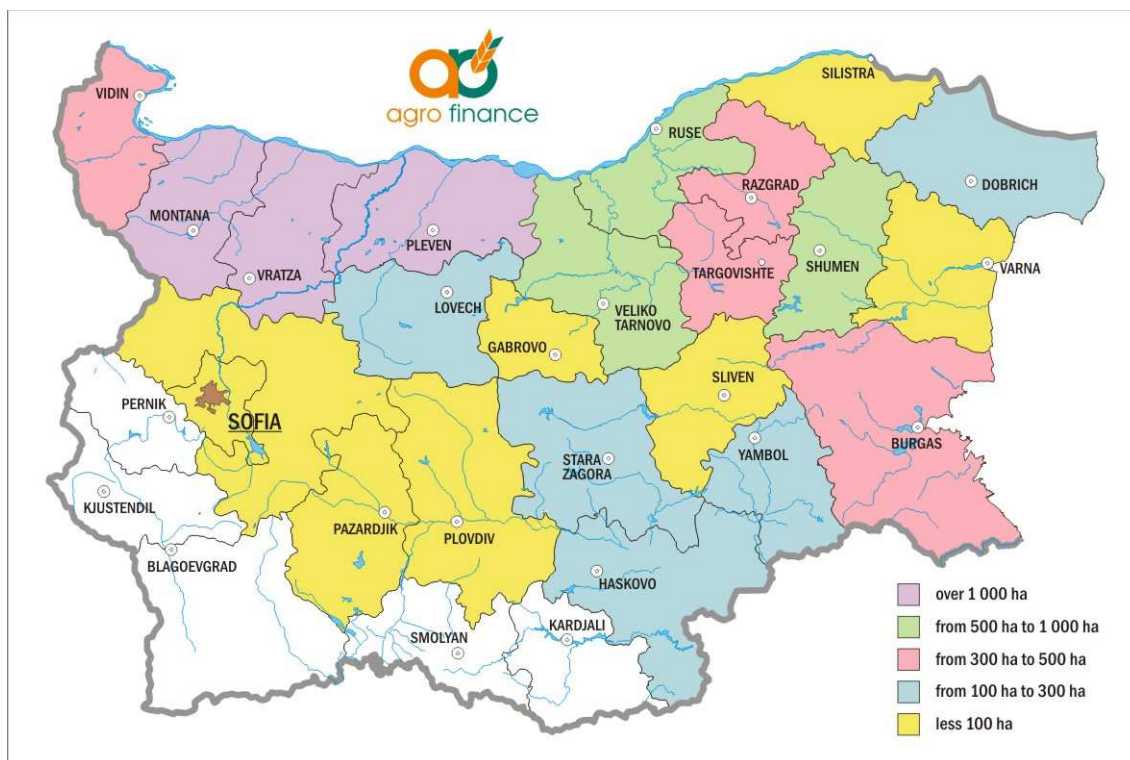 agro finance
SILISTRA
VIDIN
RUSE
RAZGRAD
DOBRICH
MONTANA
PLEVEN
VRATZA
TARGOVISHTE
SHUMEN
VARNA
LOVECH
VELIKO
TARNOVO
GABROVO
SLIVEN
PERNIK
SOFIA
BURGAS
YAMBOL
STARA
ZAGORA
KJUSTENDIL
PAZARDJIK
PLOVDIV
BLAGOEVGRAD
HASKOVO
SMOLYAN
KARDJALI
over 1 000 ha
from 500 ha to 1 000 ha
from 300 ha to 500 ha
from 100 ha to 300 ha
less 100 ha